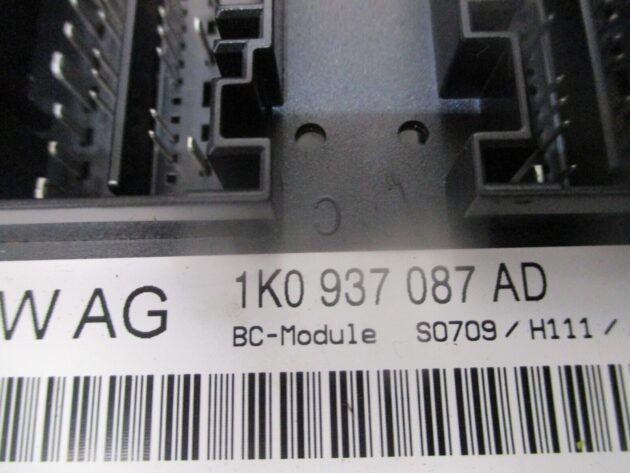 W AG 1K0 937 087 AD
BC-Module S0709 / H111 /